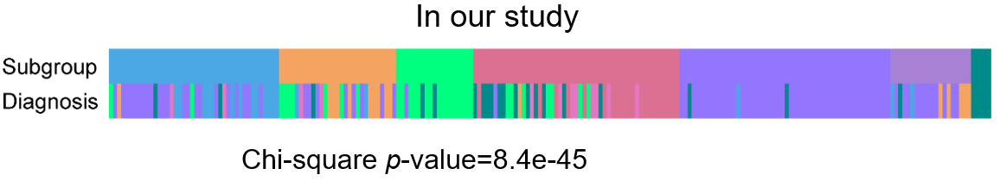 In our study
Subgroup
Diagnosis
Chi-square p-value=8.4e-45